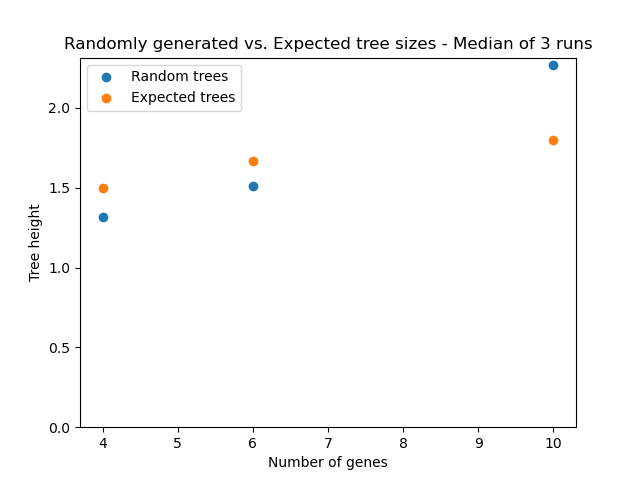 Randomly generated vs. Expected tree sizes - Median of 3 runs
Random trees
Expected trees
2.0
1.5
1.0
0.5
0.0
Tree height
4 5 6 7 8 9 10
Number of genes